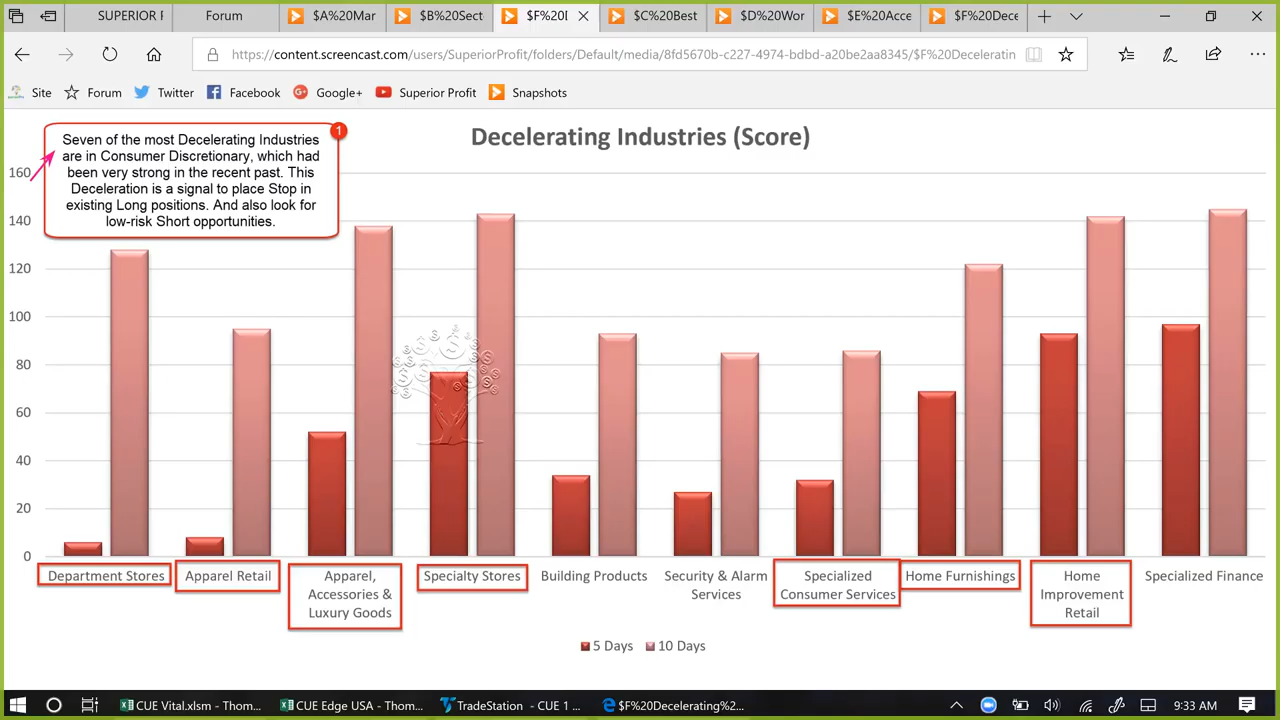 SUPERIOR F
Forum
$A%20Mar
$B%20Sect
$F%20D
$C%20Best
$D%20Wor
$E%20Acce
$F%20Dece
https://content.screencast.com/users/SuperiorProfit/folders/Default/media/8fd5670b-c227-4974-bdbd-a20be2aa8345/$F%20Deceleratin
Site
Forum
Twitter
Facebook
Google+
Superior Profit
Snapshots
1
Seven of the most Decelerating Industries
are in Consumer Discretionary, which had
been very strong in the recent past. This
Deceleration is a signal to place Stop in
existing Long positions. And also look for
low-risk Short opportunities.
Decelerating Industries (Score)
160
140
120
100
80
60
40
20
0
Department Stores
Apparel Retail
Apparel,
Accessories &
Luxury Goods
Specialty Stores
Building Products
Security & Alarm
Services
Specialized
Consumer Services
Home Furnishings
Home
Improvement
Retail
Specialized Finance
5 Days
10 Days
CUE Vital.xlsm - Thom...
CUE Edge USA - Thom...
TradeStation - CUE 1 ...
$F%20Decelerating%2...
9:33 AM